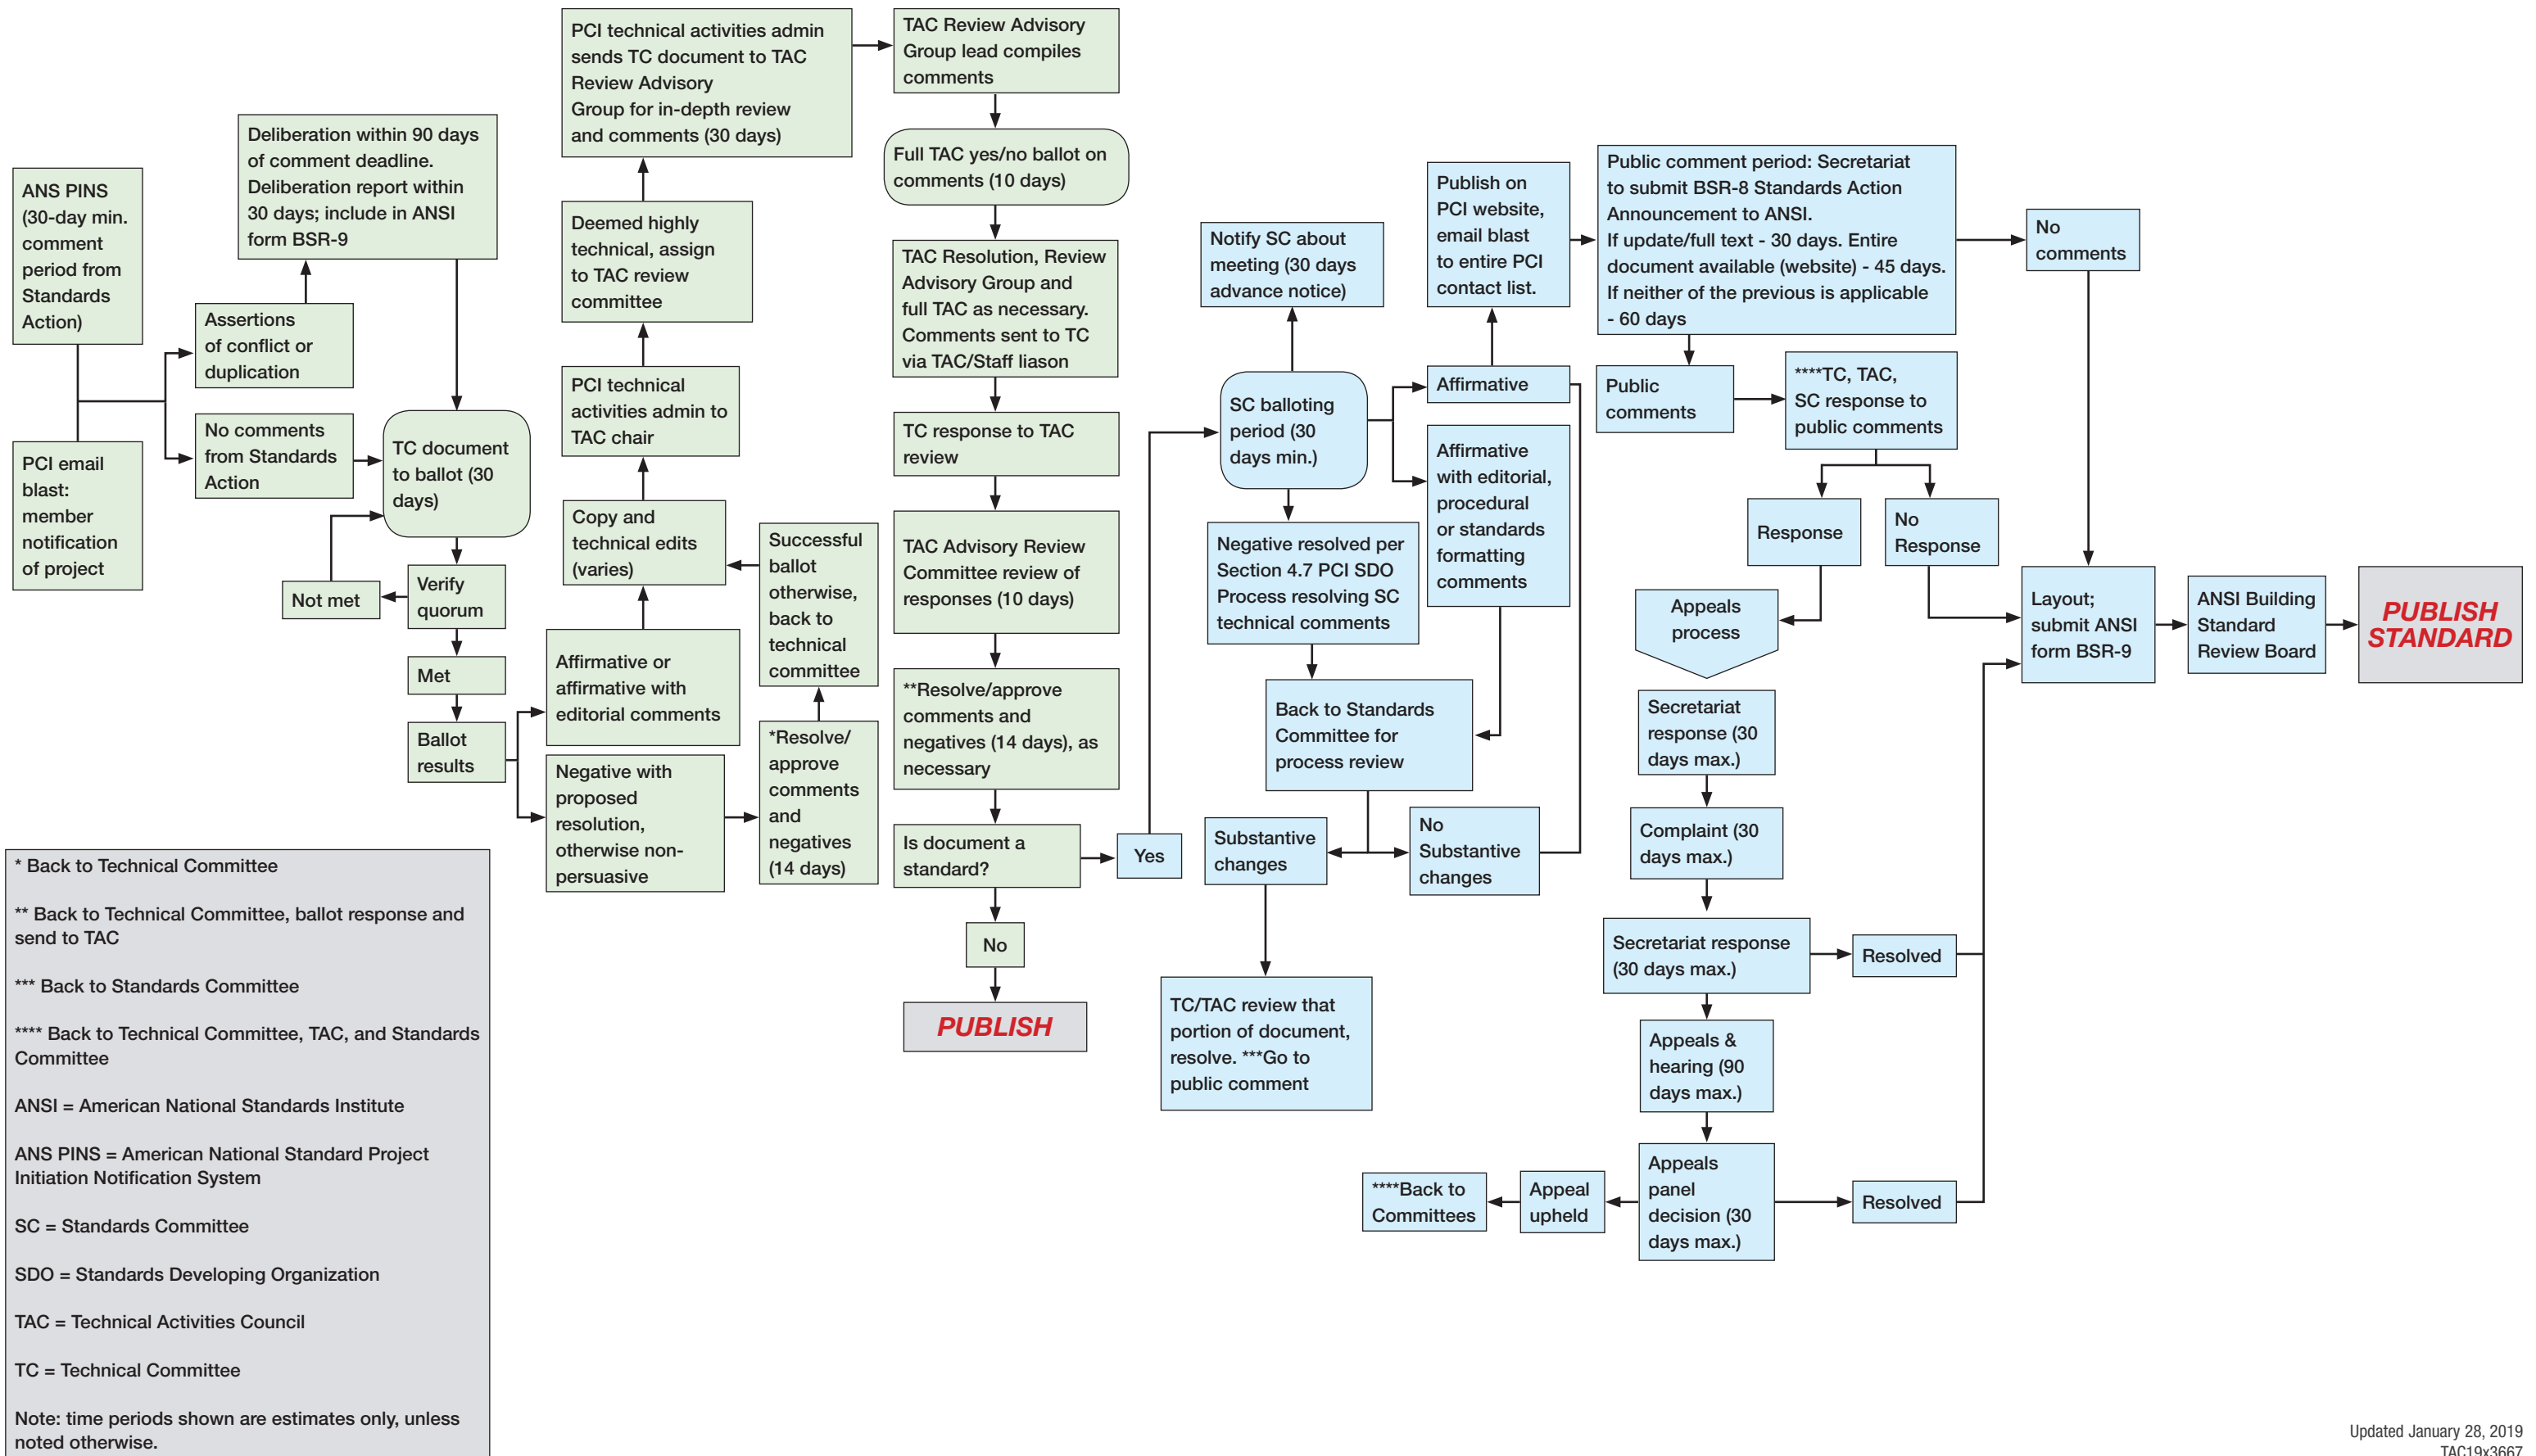 ANS PINS
(30-day min.
comment
period from
Standards
Action)
PCI email
blast:
member
notification
of project
Deliberation within 90 days
of comment deadline.
Deliberation report within
30 days; include in ANSI
form BSR-9
Assertions
of conflict or
duplication
No comments
from Standards
Action
TC document
to ballot (30
days)
Not met
Verify
quorum
Met
Ballot
results
PCI technical activities admin
sends TC document to TAC
Review Advisory
Group for in-depth review
and comments (30 days)
Deemed highly
technical, assign
to TAC review
committee
PCI technical
activities admin to
TAC chair
Copy and
technical edits
(varies)
Affirmative or
affirmative with
editorial comments
Negative with
proposed
resolution,
otherwise non-
persuasive
Successful
ballot
otherwise,
back to
technical
committee
*Resolve/
approve
comments
and
negatives
(14 days)
TAC Review Advisory
Group lead compiles
comments
Full TAC yes/no ballot on
comments (10 days)
TAC Resolution, Review
Advisory Group and
full TAC as necessary.
Comments sent to TC
via TAC/Staff liason
TC response to TAC
review
TAC Advisory Review
Committee review of
responses (10 days)
**Resolve/approve
comments and
negatives (14 days), as
necessary
Is document a
standard?
Yes
No
PUBLISH
Notify SC about
meeting (30 days
advance notice)
SC balloting
period (30
days min.)
Negative resolved per
Section 4.7 PCI SDO
Process resolving SC
technical comments
Back to Standards
Committee for
process review
Substantive
changes
No
Substantive
changes
TC/TAC review that
portion of document,
resolve. ***Go to
public comment
Publish on
PCI website,
email blast
to entire PCI
contact list.
Affirmative
Affirmative
with editorial,
procedural
or standards
formatting
comments
Public comment period: Secretariat
to submit BSR-8 Standards Action
Announcement to ANSI.
If update/full text - 30 days. Entire
document available (website) - 45 days.
If neither of the previous is applicable
- 60 days
No
comments
Public
comments
****TC, TAC,
SC response to
public comments
Response
No
Response
Appeals
process
Secretariat
response (30
days max.)
Complaint (30
days max.)
Secretariat response
(30 days max.)
Resolved
Appeals &
hearing (90
days max.)
Appeals
panel
decision (30
days max.)
Resolved
Appeal
upheld
****Back to
Committees
Layout;
submit ANSI
form BSR-9
ANSI Building
Standard
Review Board
PUBLISH
STANDARD
* Back to Technical Committee
** Back to Technical Committee, ballot response and
send to TAC
*** Back to Standards Committee
**** Back to Technical Committee, TAC, and Standards
Committee
ANSI = American National Standards Institute
ANS PINS = American National Standard Project
Initiation Notification System
SC = Standards Committee
SDO = Standards Developing Organization
TAC = Technical Activities Council
TC = Technical Committee
Note: time periods shown are estimates only, unless
noted otherwise.
Updated January 28, 2019
TAC19x3667